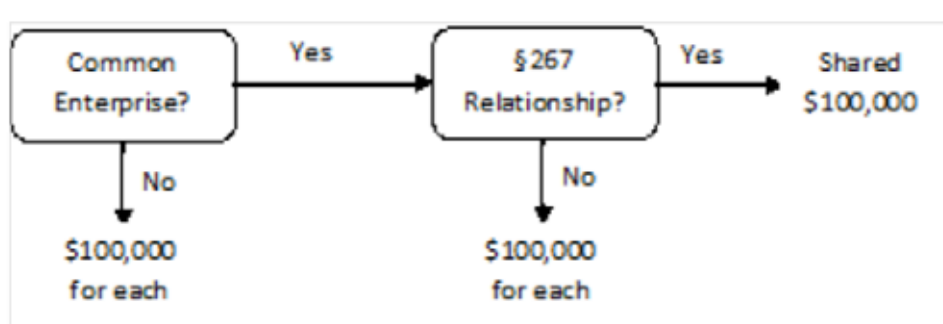 Common
Enterprise?
Yes
§267
Relationship?
Yes
Shared
$100,000
No
$100,000
for each
No
$100,000
for each